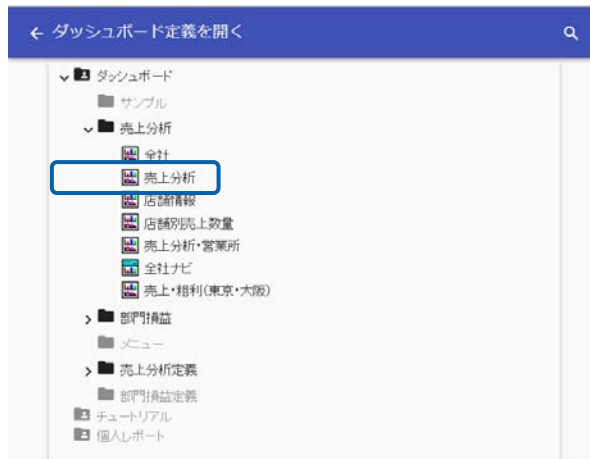 ダッシュボード定義を開く
ダッシュボード
サンプル
売上分析
全社
売上分析
店舗情報
店舗別売上数量
売上分析・営業所
全社ナビ
売上・粗利(東京・大阪)
部門損益
メニュー
売上分析定義
部門損益定義
チュートリアル
個人レポート